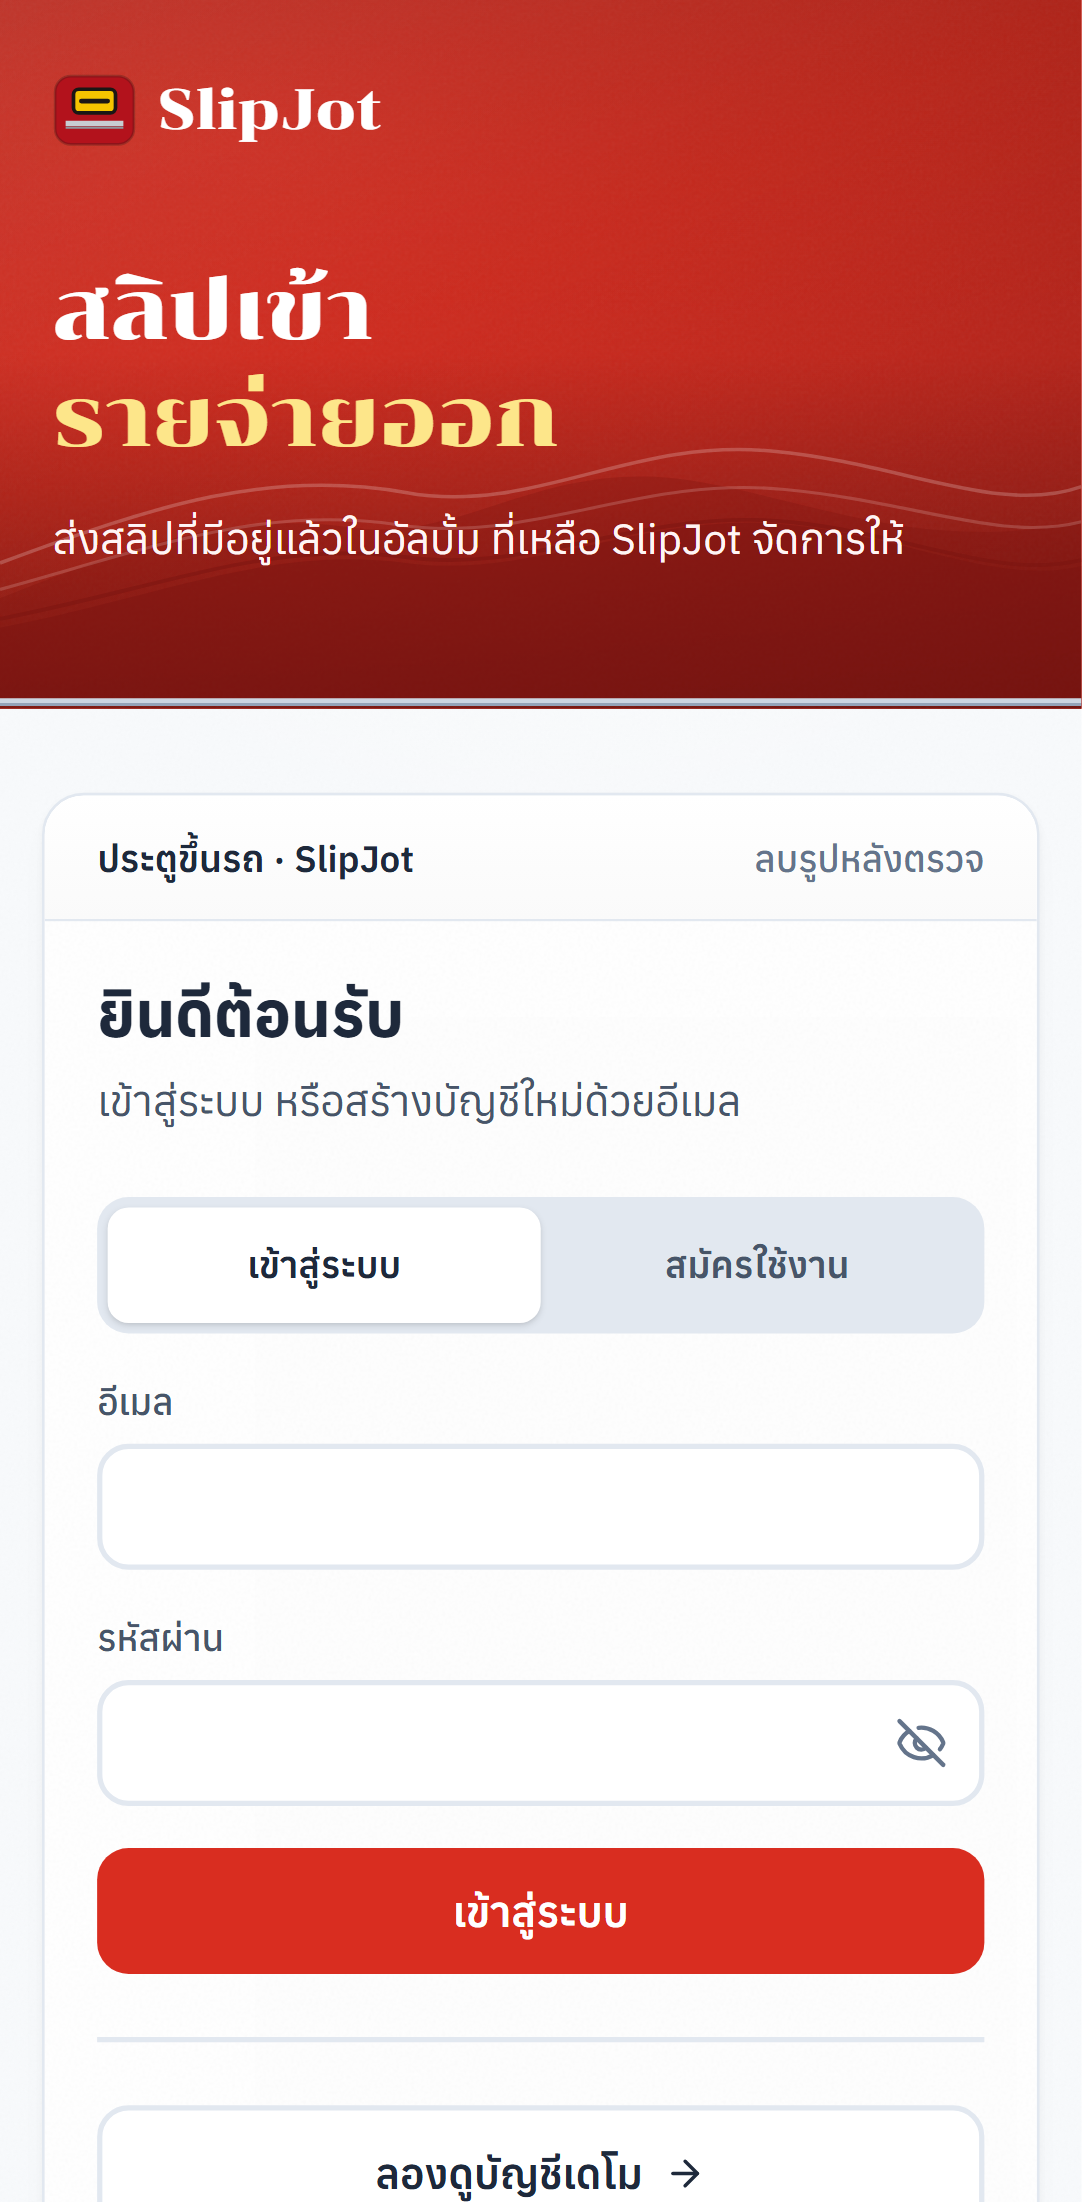 SlipJot
สลิปเข้า
รายจ่ายออก
ส่งสลิปที่มีอยู่แล้วในอัลบั้ม ที่เหลือ SlipJot จัดการให้
ประตูขึ้นรถ · SlipJot
ลบรูปหลังตรวจ
ยินดีต้อนรับ
เข้าสู่ระบบ หรือสร้างบัญชีใหม่ด้วยอีเมล
เข้าสู่ระบบ
สมัครใช้งาน
อีเมล
รหัสผ่าน
เข้าสู่ระบบ
ลองดูบัญชีเดโม →